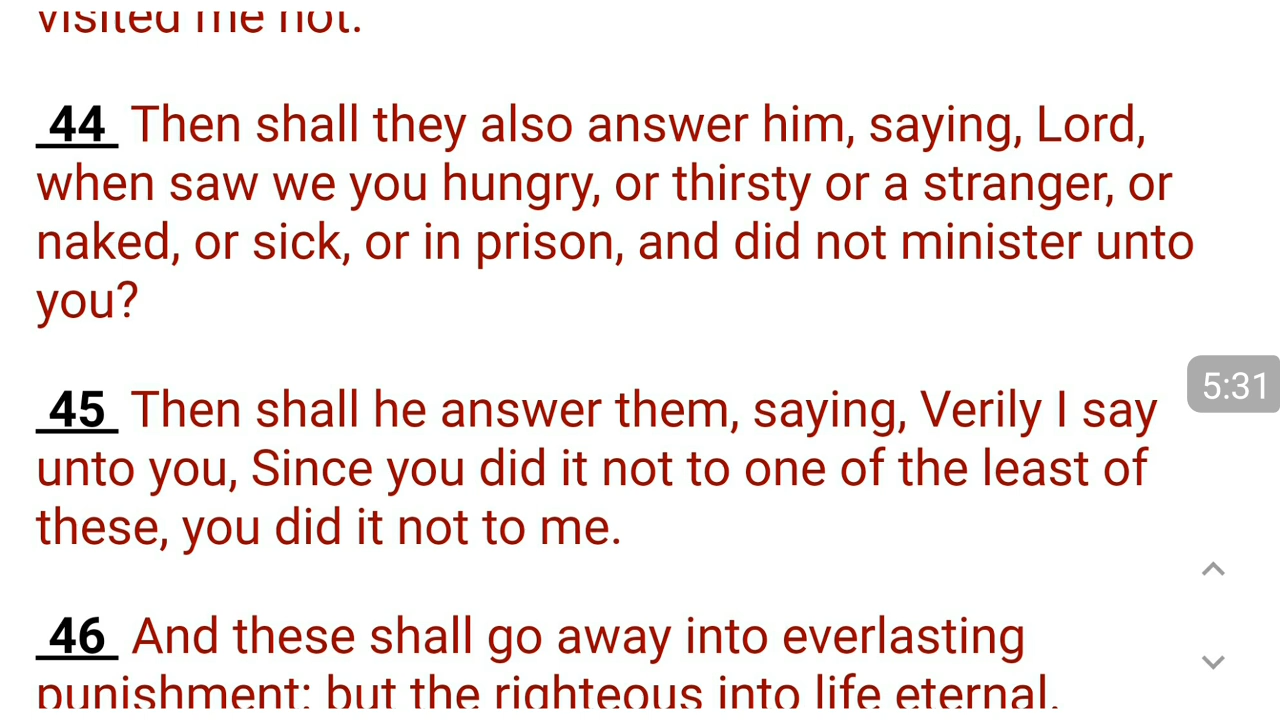 visited me not.
44 Then shall they also answer him, saying, Lord,
when saw we you hungry, or thirsty or a stranger, or
naked, or sick, or in prison, and did not minister unto
you?
5:31
45 Then shall he answer them, saying, Verily I say
unto you, Since you did it not to one of the least of
these, you did it not to me.
46 And these shall go away into everlasting
punishment: but the righteous into life eternal.